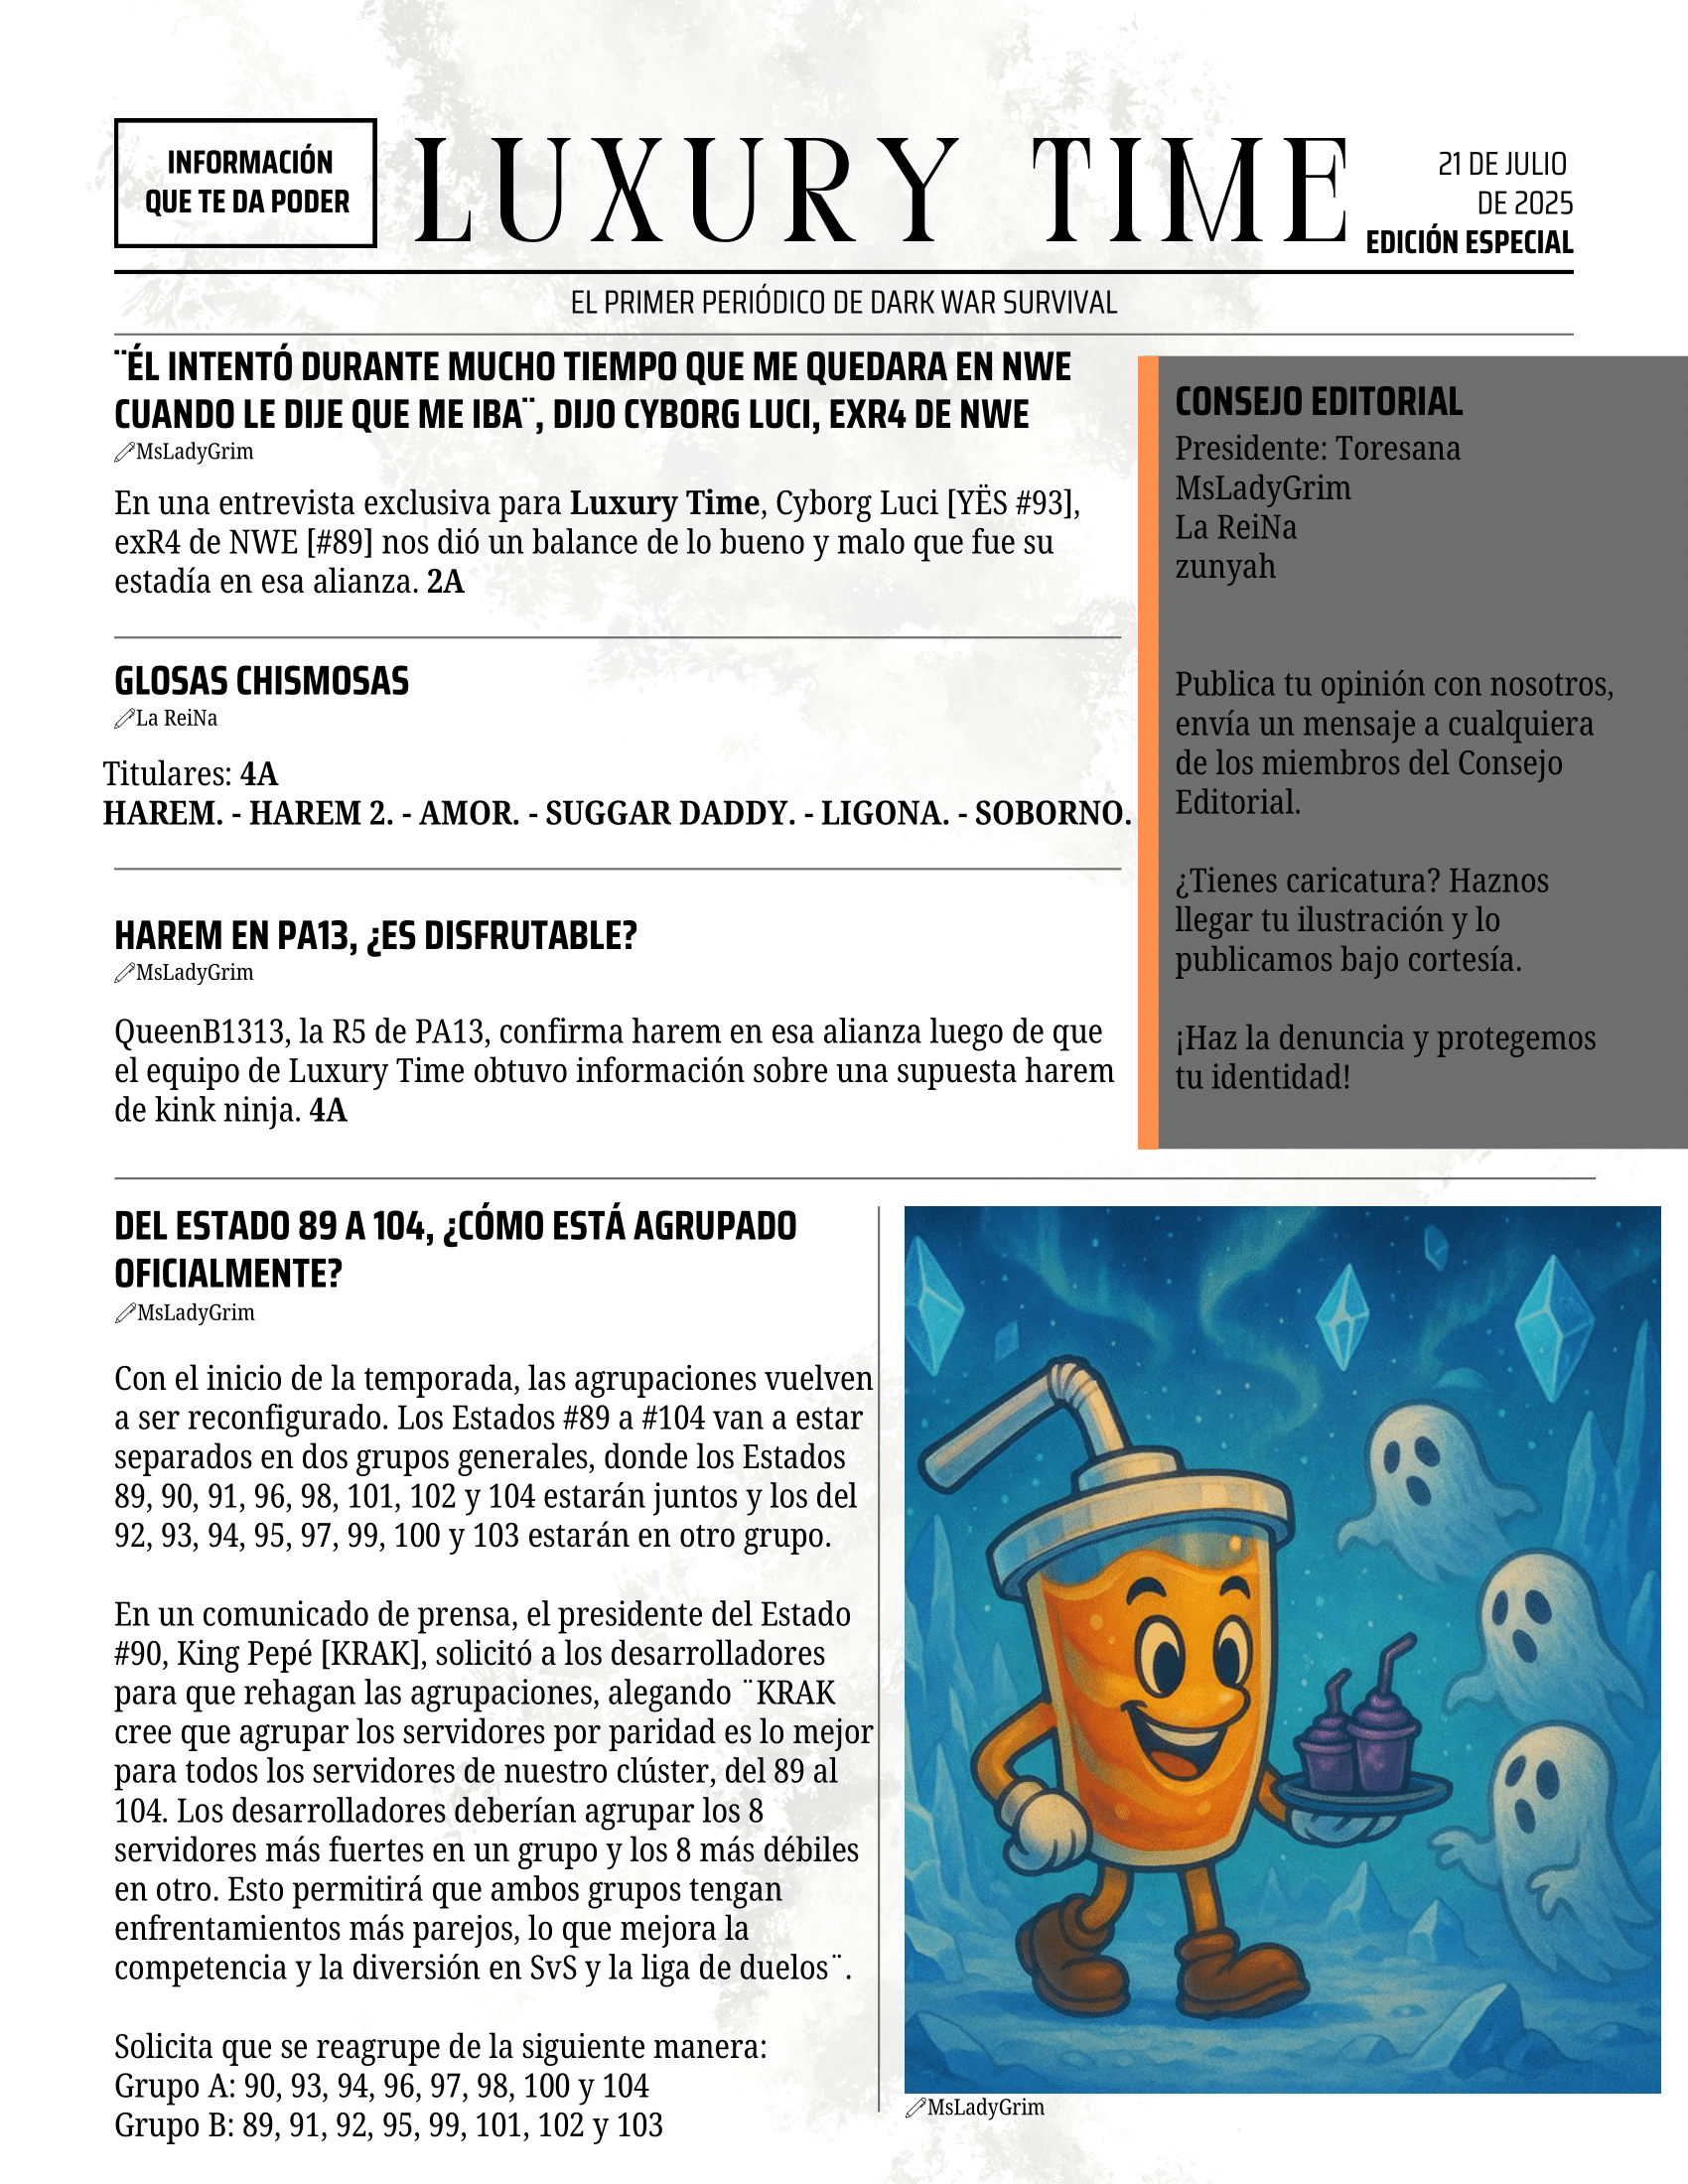 INFORMACIÓN
QUE TE DA PODER
LUXURY TIME
21 DE JULIO
DE 2025
EDICIÓN ESPECIAL
EL PRIMER PERIÓDICO DE DARK WAR SURVIVAL
¨ÉL INTENTÓ DURANTE MUCHO TIEMPO QUE ME QUEDARA EN NWE
CUANDO LE DIJE QUE ME IBA¨, DIJO CYBORG LUCI, EXR4 DE NWE
MsLadyGrim
En una entrevista exclusiva para Luxury Time, Cyborg Luci [YËS #93],
exR4 de NWE [#89] nos dió un balance de lo bueno y malo que fue su
estadía en esa alianza. 2A
GLOSAS CHISMOSAS
La ReiNa
Titulares: 4A
HAREM. - HAREM 2. - AMOR. - SUGGAR DADDY. - LIGONA. - SOBORNO.
HAREM EN PA13, ¿ES DISFRUTABLE?
MsLadyGrim
QueenB1313, la R5 de PA13, confirma harem en esa alianza luego de que
el equipo de Luxury Time obtuvo información sobre una supuesta harem
de kink ninja. 4A
CONSEJO EDITORIAL
Presidente: Toresana
MsLadyGrim
La ReiNa
zunyah
Publica tu opinión con nosotros,
envía un mensaje a cualquiera
de los miembros del Consejo
Editorial.
¿Tienes caricatura? Haznos
llegar tu ilustración y lo
publicamos bajo cortesía.
¡Haz la denuncia y protegemos
tu identidad!
DEL ESTADO 89 A 104, ¿CÓMO ESTÁ AGRUPADO
OFICIALMENTE?
MsLadyGrim
Con el inicio de la temporada, las agrupaciones vuelven
a ser reconfigurado. Los Estados #89 a #104 van a estar
separados en dos grupos generales, donde los Estados
89, 90, 91, 96, 98, 101, 102 y 104 estarán juntos y los del
92, 93, 94, 95, 97, 99, 100 y 103 estarán en otro grupo.
En un comunicado de prensa, el presidente del Estado
#90, King Pepé [KRAK], solicitó a los desarrolladores
para que rehagan las agrupaciones, alegando ¨KRAK
cree que agrupar los servidores por paridad es lo mejor
para todos los servidores de nuestro clúster, del 89 al
104. Los desarrolladores deberían agrupar los 8
servidores más fuertes en un grupo y los 8 más débiles
en otro. Esto permitirá que ambos grupos tengan
enfrentamientos más parejos, lo que mejora la
competencia y la diversión en SvS y la liga de duelos¨.
Solicita que se reagrupe de la siguiente manera:
Grupo A: 90, 93, 94, 96, 97, 98, 100 y 104
Grupo B: 89, 91, 92, 95, 99, 101, 102 y 103
MsLadyGrim